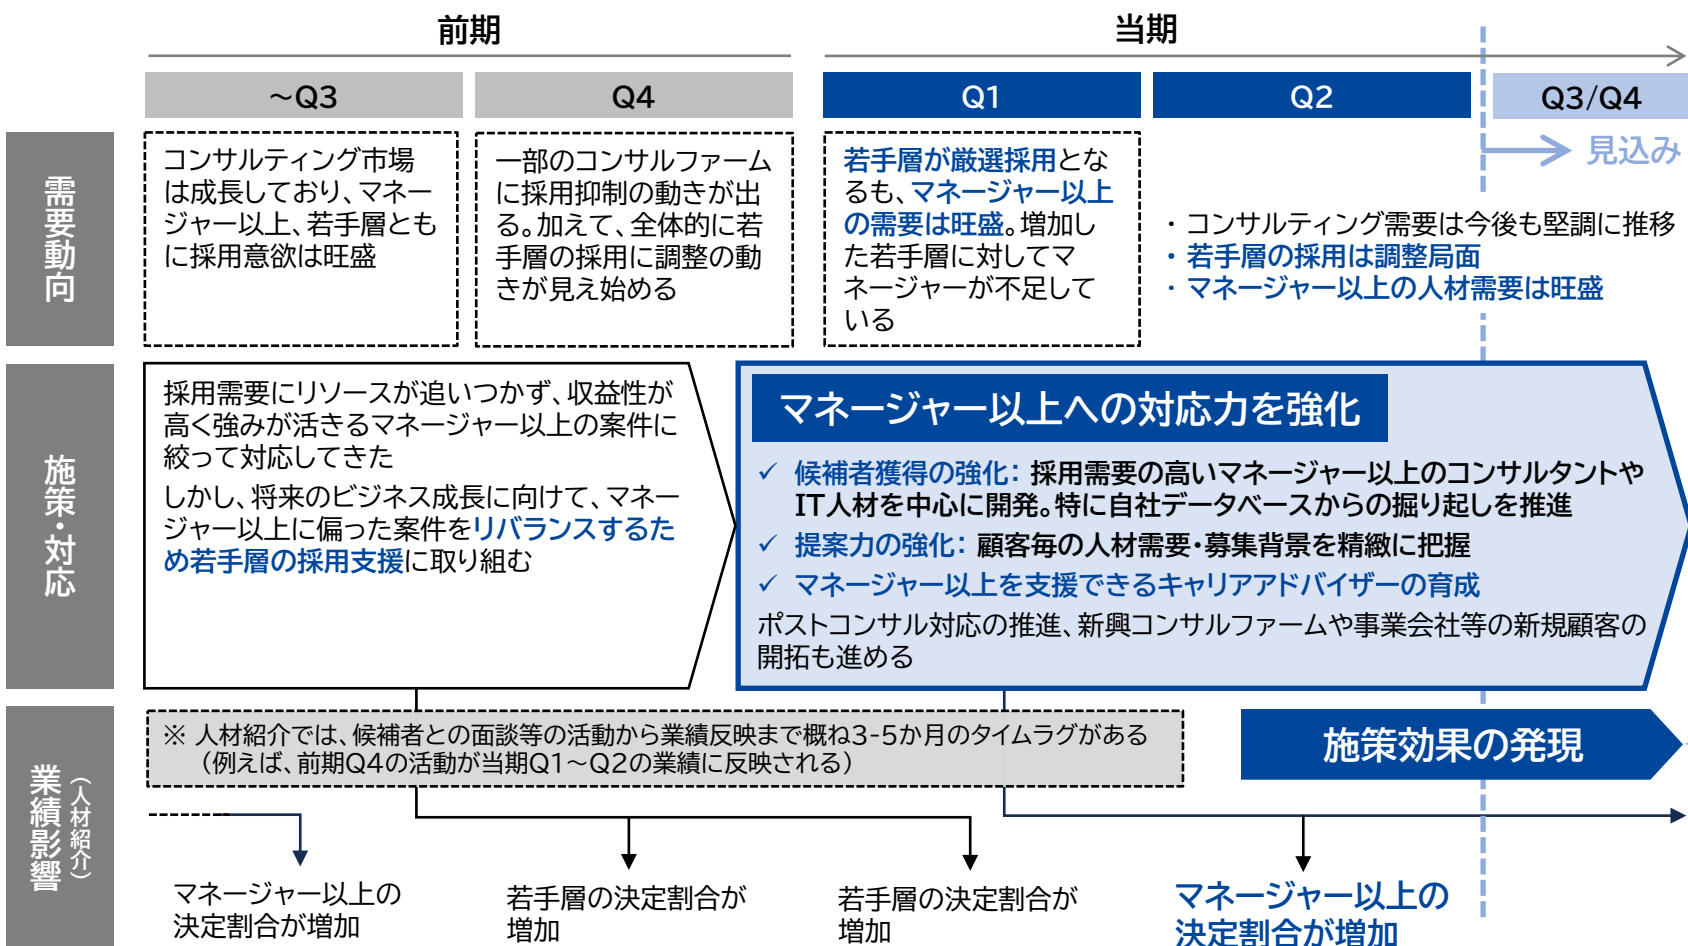 前期
当期
～Q3
Q4
Q1
Q2
Q3/Q4
見込み
需要動向
コンサルティング市場
は成長しており、マネー
ジャー以上、若手層とも
に採用意欲は旺盛
一部のコンサルファーム
に採用抑制の動きが出
る。加えて、全体的に若
手層の採用に調整の動
きが見え始める
若手層が厳選採用とな
るも、マネージャー以上
の需要は旺盛。増加し
た若手層に対してマ
ネージャーが不足して
いる
・コンサルティング需要は今後も堅調に推移
・若手層の採用は調整局面
・マネージャー以上の人材需要は旺盛
施策・対応
採用需要にリソースが追いつかず、収益性が
高く強みが活きるマネージャー以上の案件に
絞って対応してきた
しかし、将来のビジネス成長に向けて、マネー
ジャー以上に偏った案件をリバランスするた
め若手層の採用支援に取り組む
マネージャー以上への対応力を強化
✓ 候補者獲得の強化：採用需要の高いマネージャー以上のコンサルタントや
IT人材を中心に開発。特に自社データベースからの掘り起しを推進
✓ 提案力の強化：顧客毎の人材需要・募集背景を精緻に把握
✓ マネージャー以上を支援できるキャリアアドバイザーの育成
ポストコンサル対応の推進、新興コンサルファームや事業会社等の新規顧客の
開拓も進める
業績影響
（人材紹介）
※ 人材紹介では、候補者との面談等の活動から業績反映まで概ね3-5か月のタイムラグがある
（例えば、前期Q4の活動が当期Q1～Q2の業績に反映される）
施策効果の発現
マネージャー以上の
決定割合が増加
若手層の決定割合が
増加
若手層の決定割合が
増加
マネージャー以上の
決定割合が増加